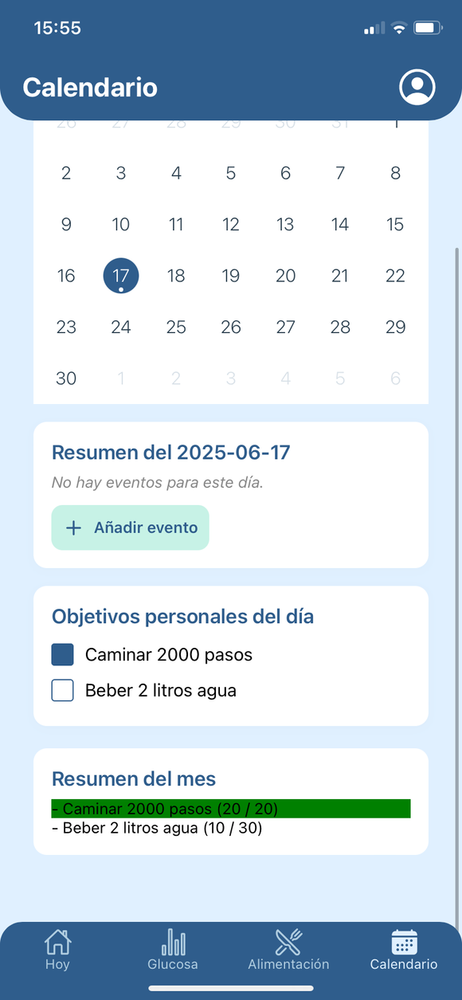 15:55
Calendario
26 27 28 29 30 31 1
2 3 4 5 6 7 8
9 10 11 12 13 14 15
16 17 18 19 20 21 22
23 24 25 26 27 28 29
30 1 2 3 4 5 6
Resumen del 2025-06-17
No hay eventos para este día.
+ Añadir evento
Objetivos personales del día
Caminar 2000 pasos
Beber 2 litros agua
Resumen del mes
- Caminar 2000 pasos (20 / 20)
- Beber 2 litros agua (10 / 30)
Hoy Glucosa Alimentación Calendario